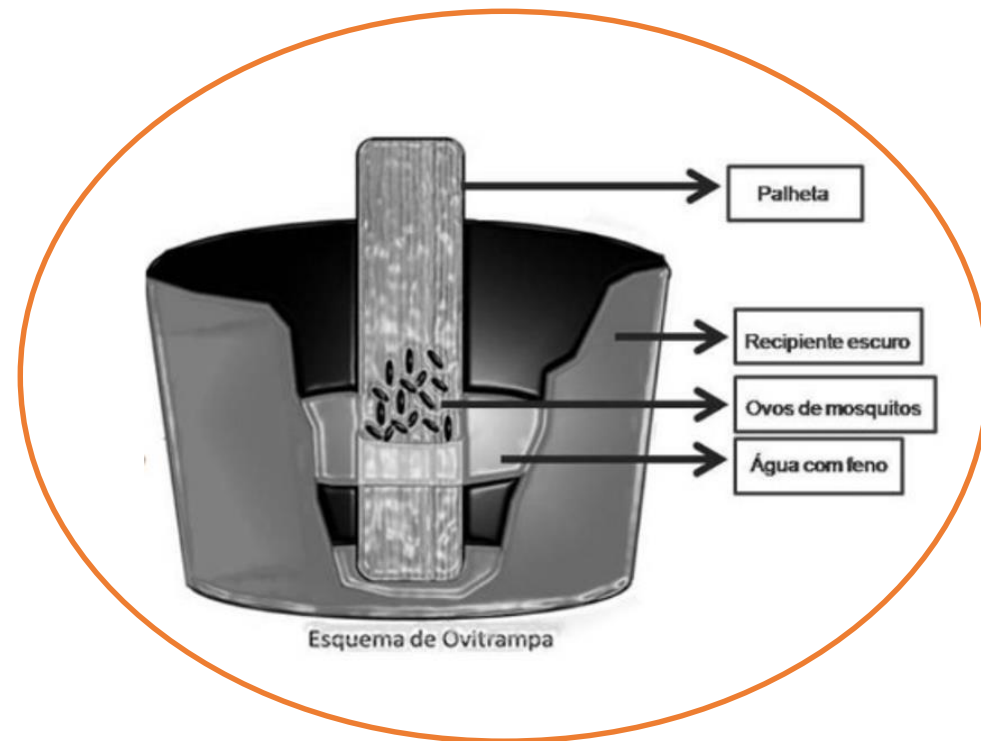 Palheta
Recipiente escuro
Ovos de mosquitos
Água com feno
Esquema de Ovitrampa